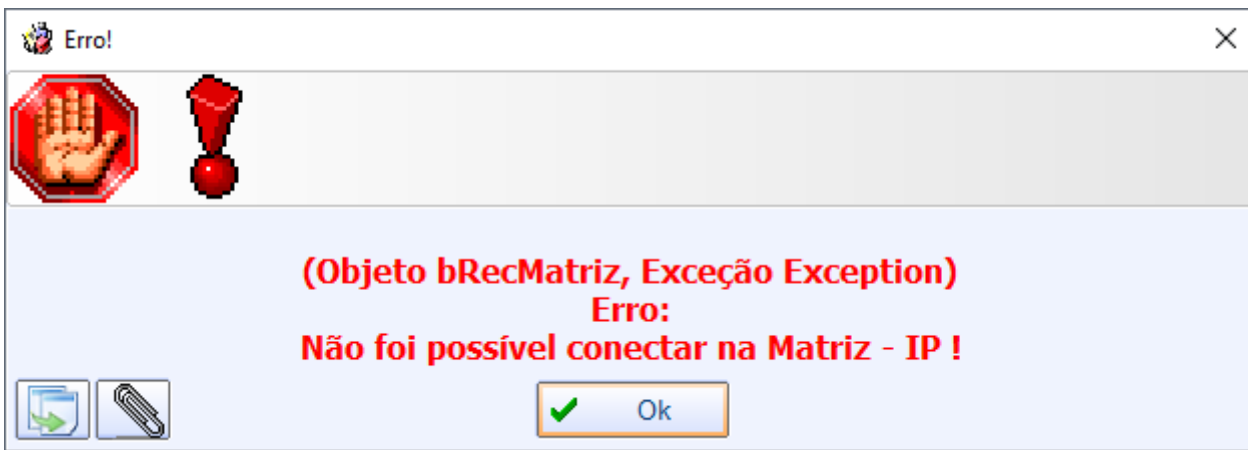 Erro!
(Objeto bRecMatriz, Exceção Exception)
Erro:
Não foi possível conectar na Matriz - IP !
Ok